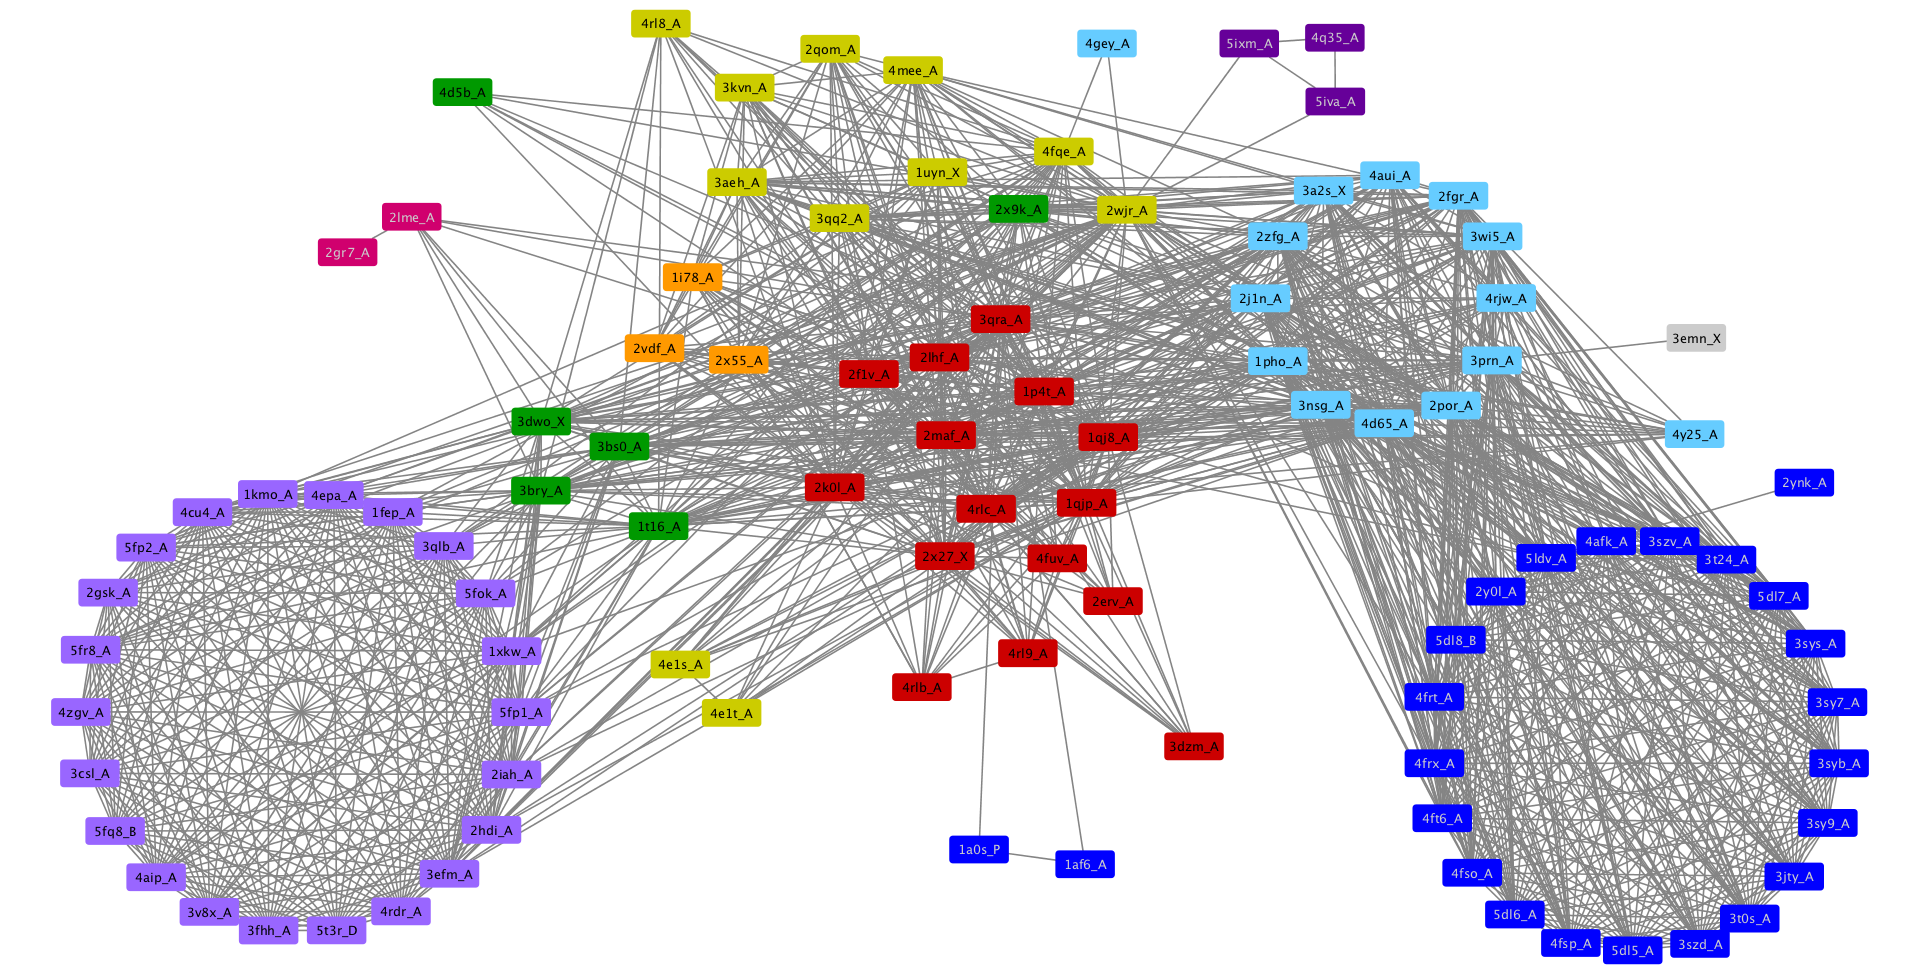 4rl8_A
2qom_A
4mee_A
3kvn_A
4gey_A
5ixm_A
4q35_A
5iva_A
4d5b_A
4fqe_A
1uyn_X
3aeh_A
3qq2_A
2x9k_A
2wjr_A
3a2s_X
4aui_A
2fgr_A
2zfg_A
3wi5_A
2lme_A
2gr7_A
1i78_A
2j1n_A
4rjw_A
3qra_A
3emn_X
2vdf_A
2x55_A
2lhf_A
2f1v_A
1p4t_A
1pho_A
3prn_A
3nsg_A
2por_A
4d65_A
4y25_A
3dwo_X
3bs0_A
2maf_A
1qj8_A
3bry_A
2k0l_A
4rlc_A
1qjp_A
1t16_A
2ynk_A
1kmo_A
4epa_A
4cu4_A
1fep_A
5fp2_A
3qlb_A
2gsk_A
5fok_A
5fr8_A
1xkw_A
4zgv_A
5fp1_A
3csl_A
2iah_A
5fq8_B
2hdi_A
4aip_A
3efm_A
3v8x_A
4rdr_A
3fhh_A
5t3r_D
2x27_X
4fuv_A
2erv_A
4rl9_A
4rlb_A
4e1s_A
4e1t_A
3dzm_A
1a0s_P
1af6_A
4afk_A
3szv_A
5ldv_A
3t24_A
2y0l_A
5dl7_A
5dl8_B
3sys_A
4frt_A
3sy7_A
4frx_A
3syb_A
4ft6_A
3sy9_A
4fso_A
3jty_A
5dl6_A
3t0s_A
4fsp_A
5dl5_A
3szd_A